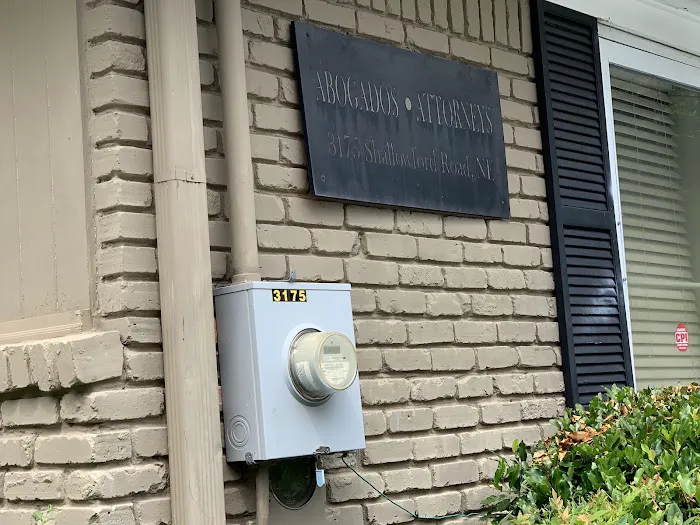 ABOGADOS • ATTORNEYS
3175 Shallowford Road, NE
3175
CPI